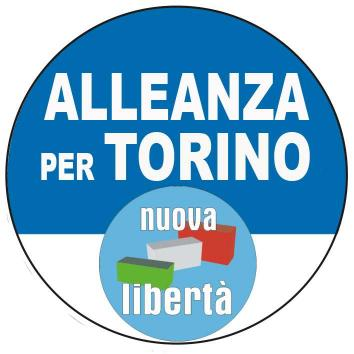 ALLEANZA
PER TORINO
nuova
libertà